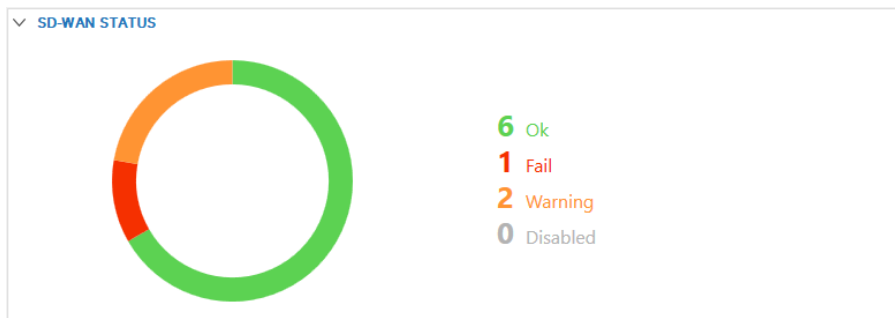 SD-WAN STATUS
6 Ok
1 Fail
2 Warning
0 Disabled